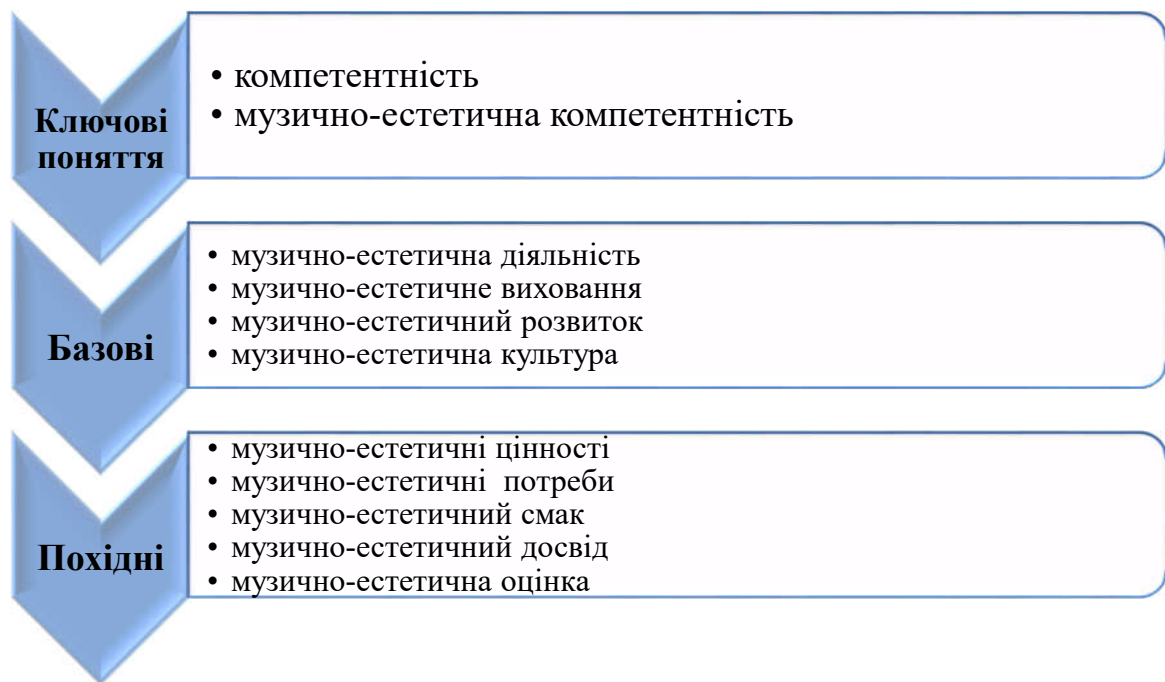 Ключові
поняття
• компетентність
• музично-естетична компетентність
Базові
• музично-естетична діяльність
• музично-естетичне виховання
• музично-естетичний розвиток
• музично-естетична культура
Похідні
• музично-естетичні цінності
• музично-естетичні потреби
• музично-естетичний смак
• музично-естетичний досвід
• музично-естетична оцінка